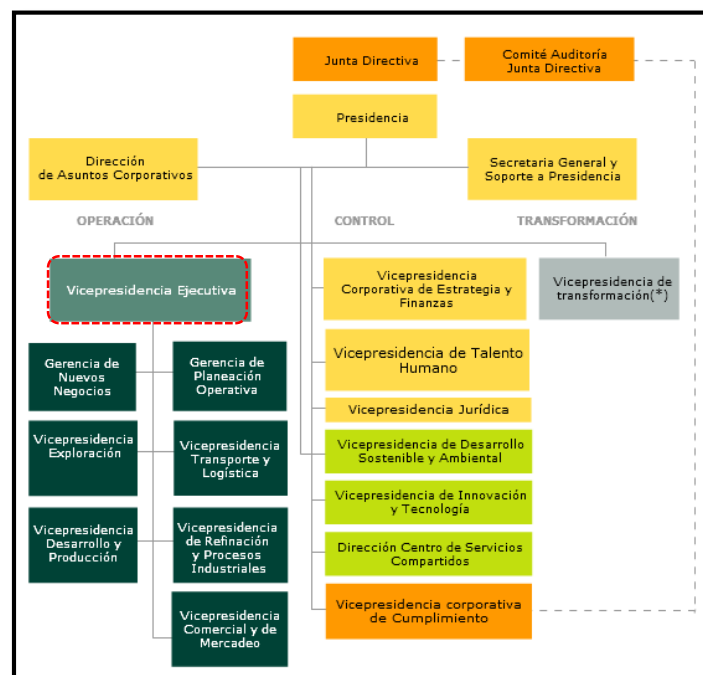 Junta Directiva
Comité Auditoría
Junta Directiva
Presidencia
Dirección
de Asuntos Corporativos
Secretaria General y
Soporte a Presidencia
OPERACIÓN
CONTROL
TRANSFORMACIÓN
Vicepresidencia Ejecutiva
Vicepresidencia
Corporativa de Estrategia y
Finanzas
Vicepresidencia de
transformación(*)
Gerencia de
Nuevos
Negocios
Gerencia de
Planeación
Operativa
Vicepresidencia de Talento
Humano
Vicepresidencia Jurídica
Vicepresidencia
Exploración
Vicepresidencia
Transporte y
Logística
Vicepresidencia de Desarrollo
Sostenible y Ambiental
Vicepresidencia de Innovación
y Tecnología
Vicepresidencia
Desarrollo y
Producción
Vicepresidencia
de Refinación
y Procesos
Industriales
Dirección Centro de Servicios
Compartidos
Vicepresidencia corporativa
de Cumplimiento
Vicepresidencia
Comercial y de
Mercadeo